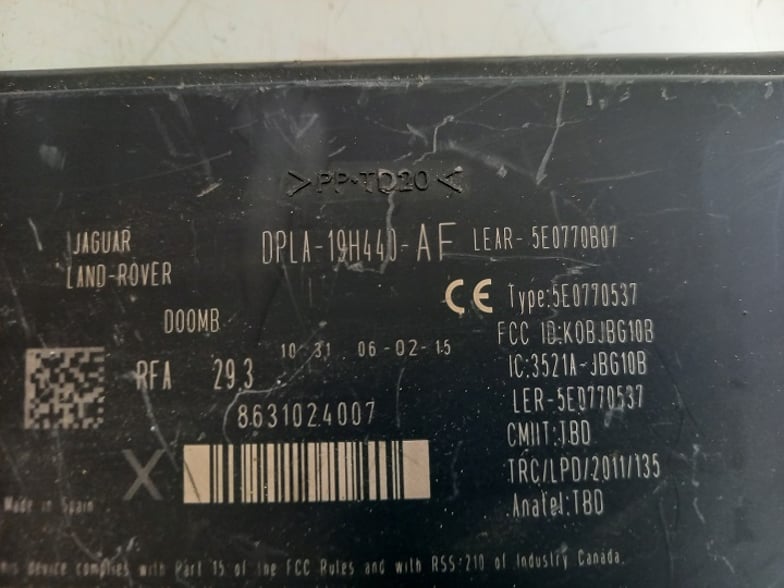 >PP-TD20<
JAGUAR
LAND-ROVER
DPLA-19H440-AF LEAR-5E0770B07
CE Type:5E0770537
D00MB
FCC ID:KOBJBG10B
RFA 29.3 10 31 06-02-15
IC:3521A-JBG10B
8631024007
LER-5E0770537
CMIIT:TBD
X
TRC/LPD/2011/135
Made in Spain
Anatel:TBD
this device complies with Part 15 of the FCC Rules and with RSS-210 of Industry Canada.